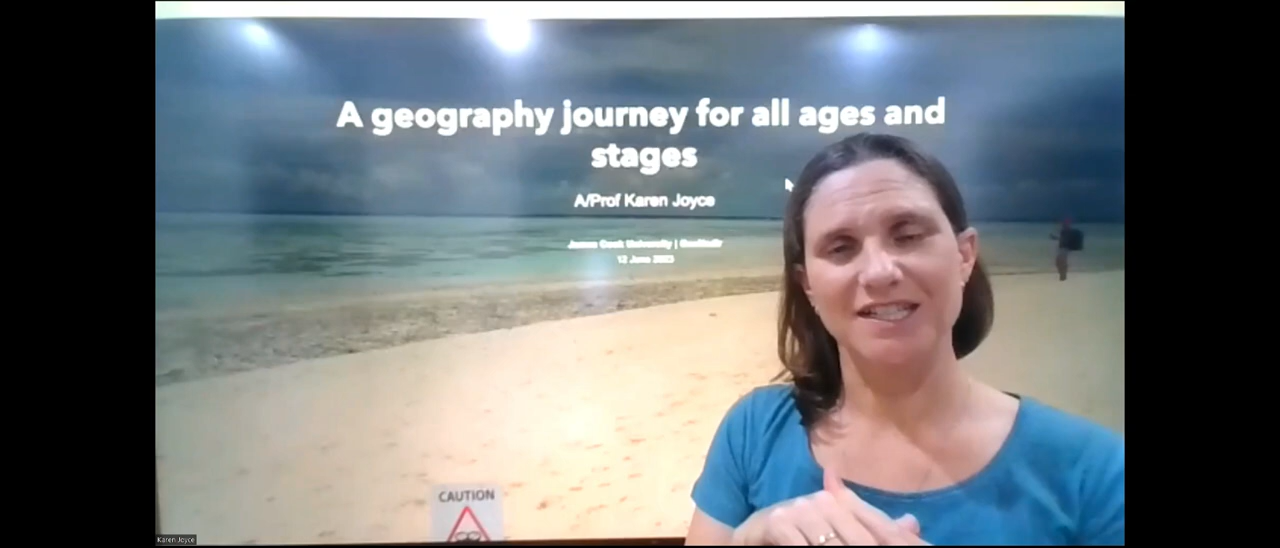 A geography journey for all ages and
stages
A/Prof Karen Joyce
James Cook University | GeoNadir
12 June 2023
CAUTION
Karen Joyce